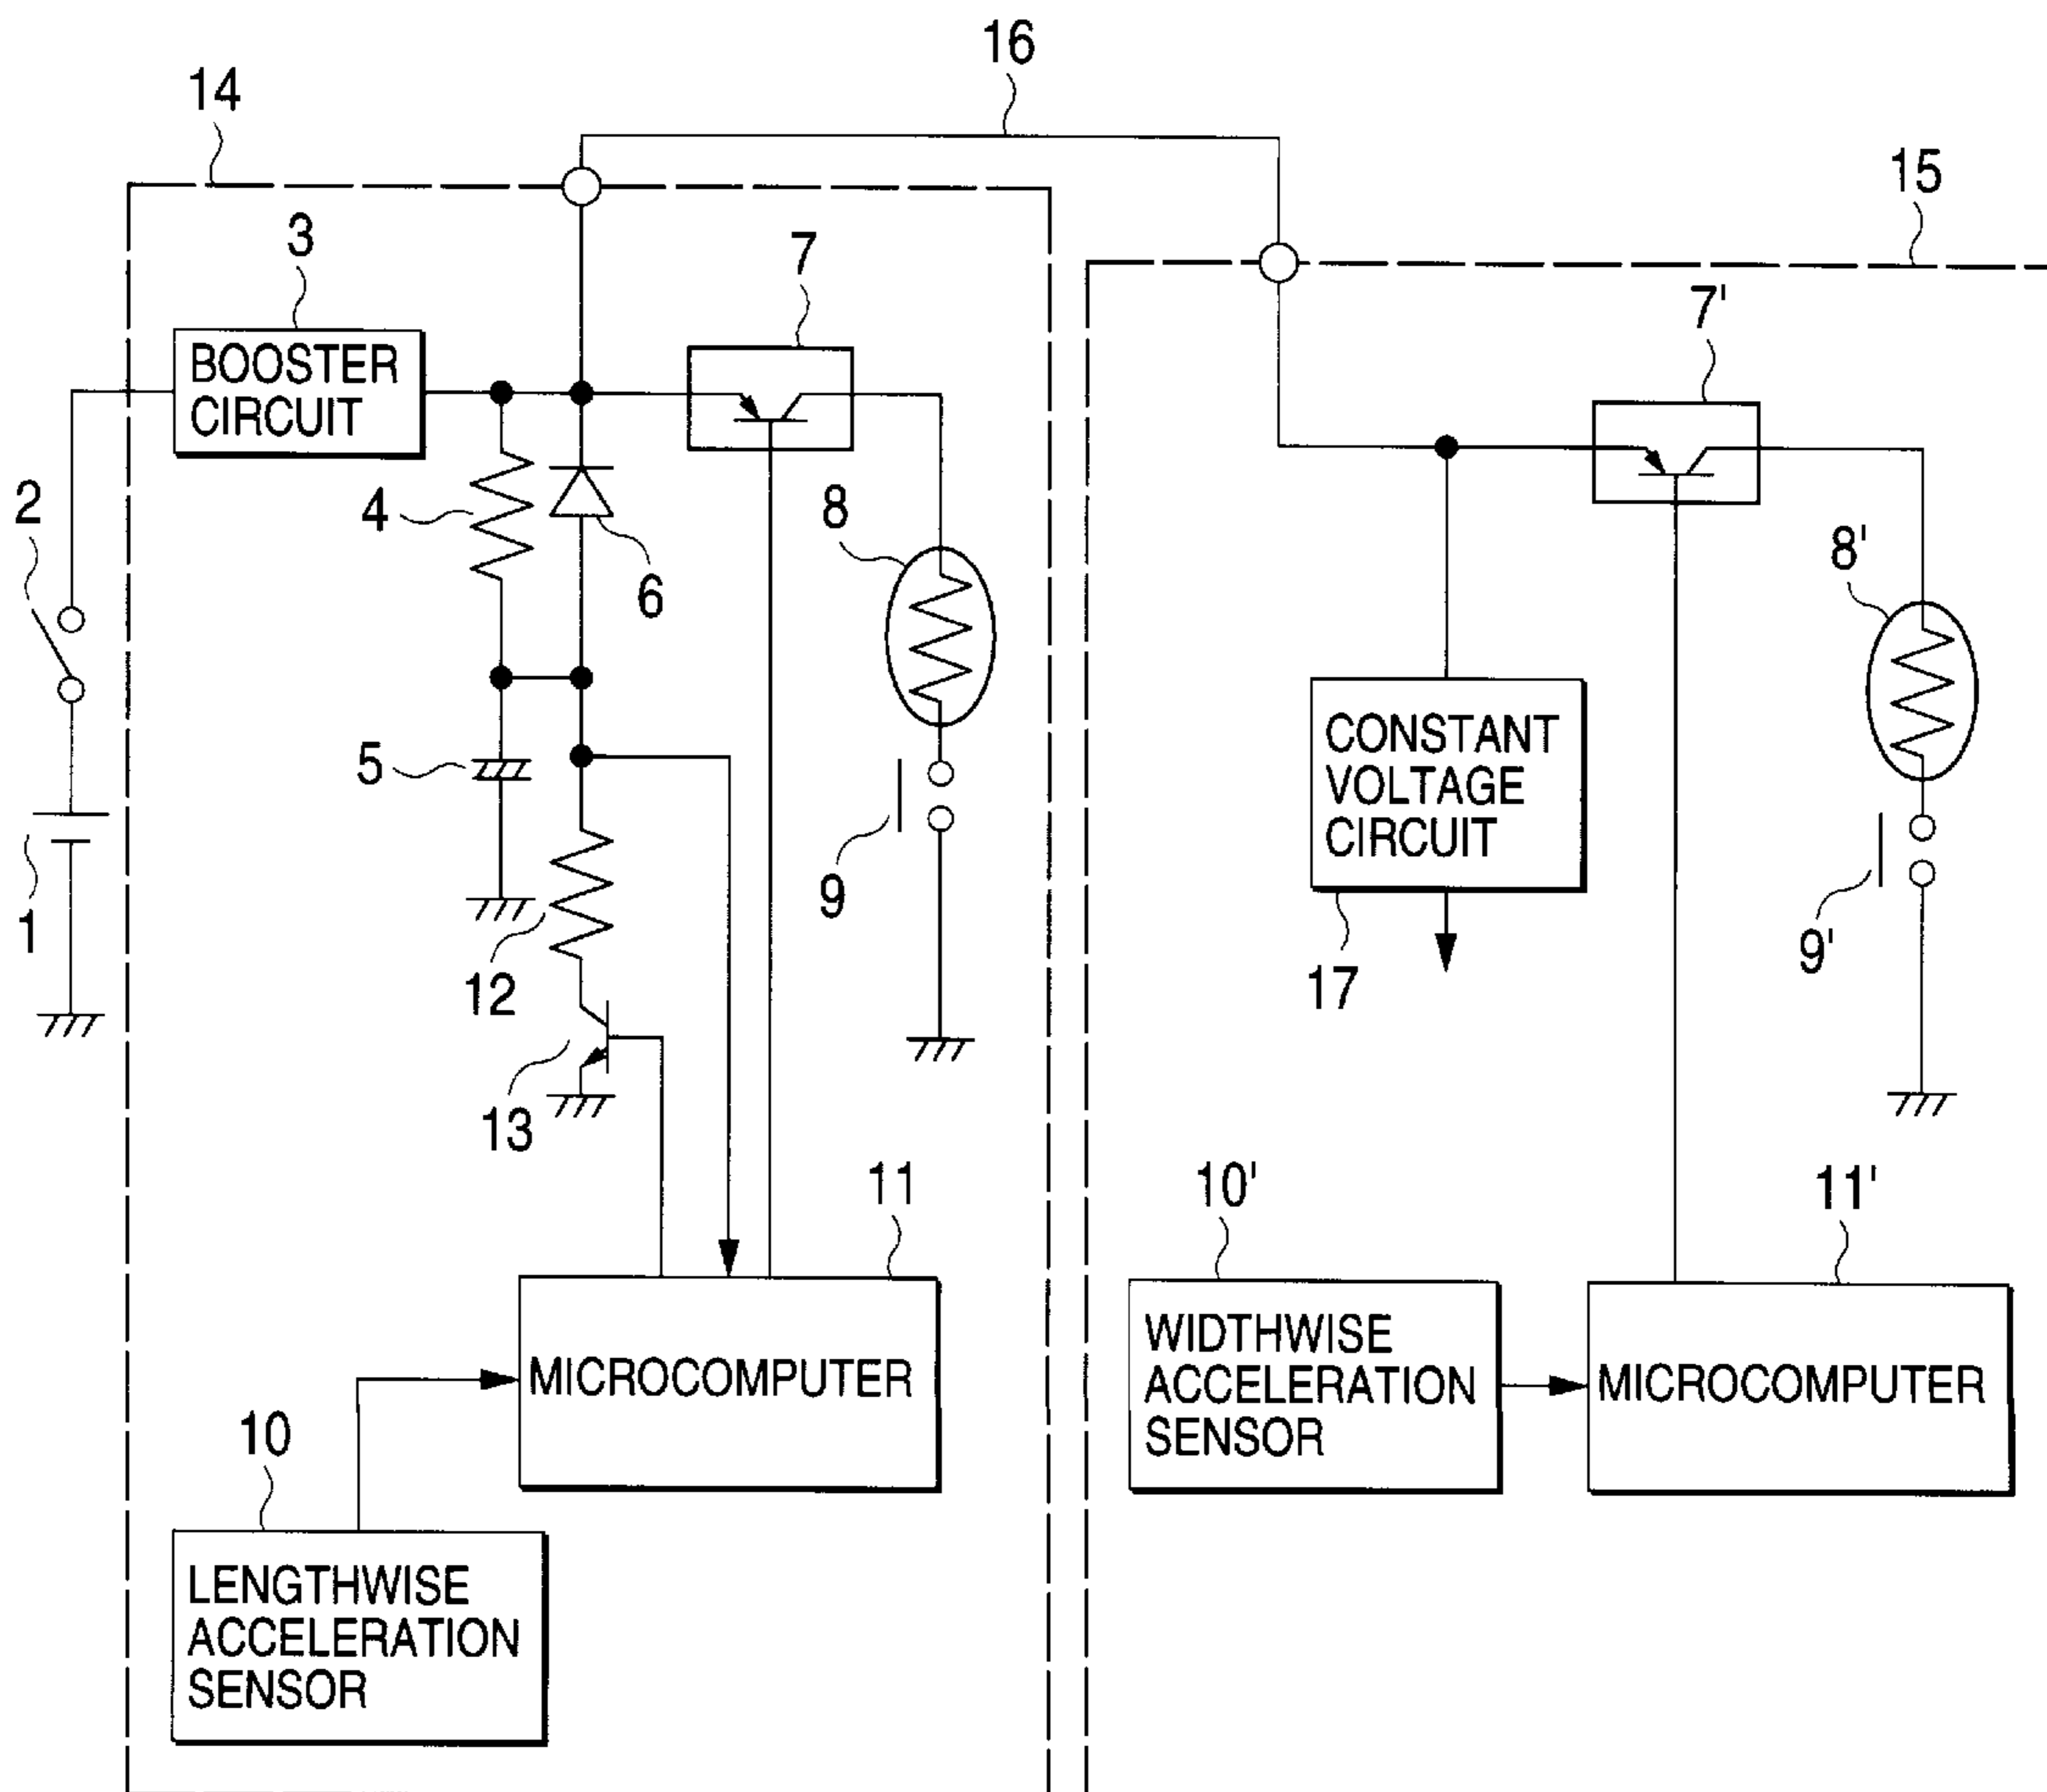 16
14
15
3
7
7'
BOOSTER
CIRCUIT
2
4
8
6
8'
5
CONSTANT
VOLTAGE
CIRCUIT
9
1
12
9'
17
13
11
10'
11'
WIDTHWISE
ACCELERATION
SENSOR
MICROCOMPUTER
MICROCOMPUTER
10
LENGTHWISE
ACCELERATION
SENSOR